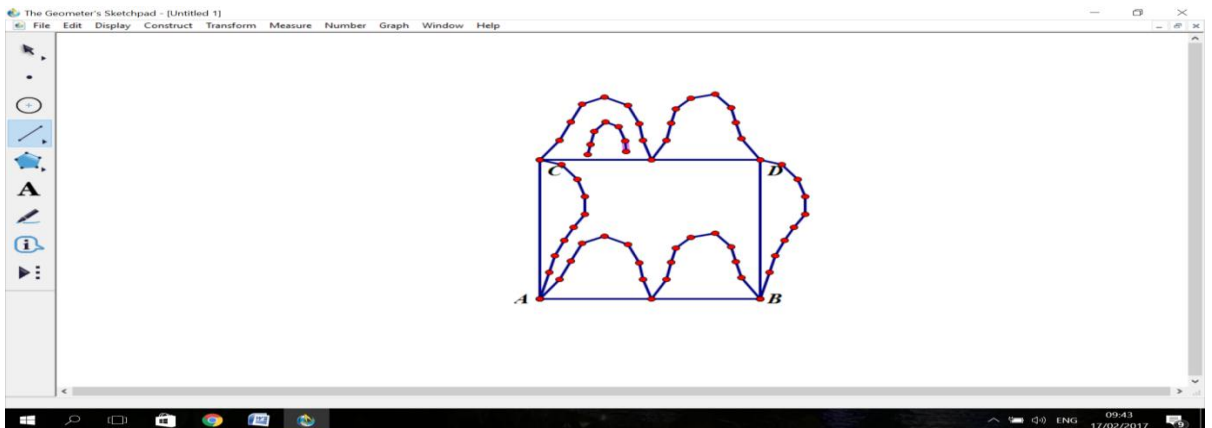 The Geometer's Sketchpad - [Untitled 1]
File Edit Display Construct Transform Measure Number Graph Window Help
A
C
D
A
B
ENG
09:43
17/02/2017
9